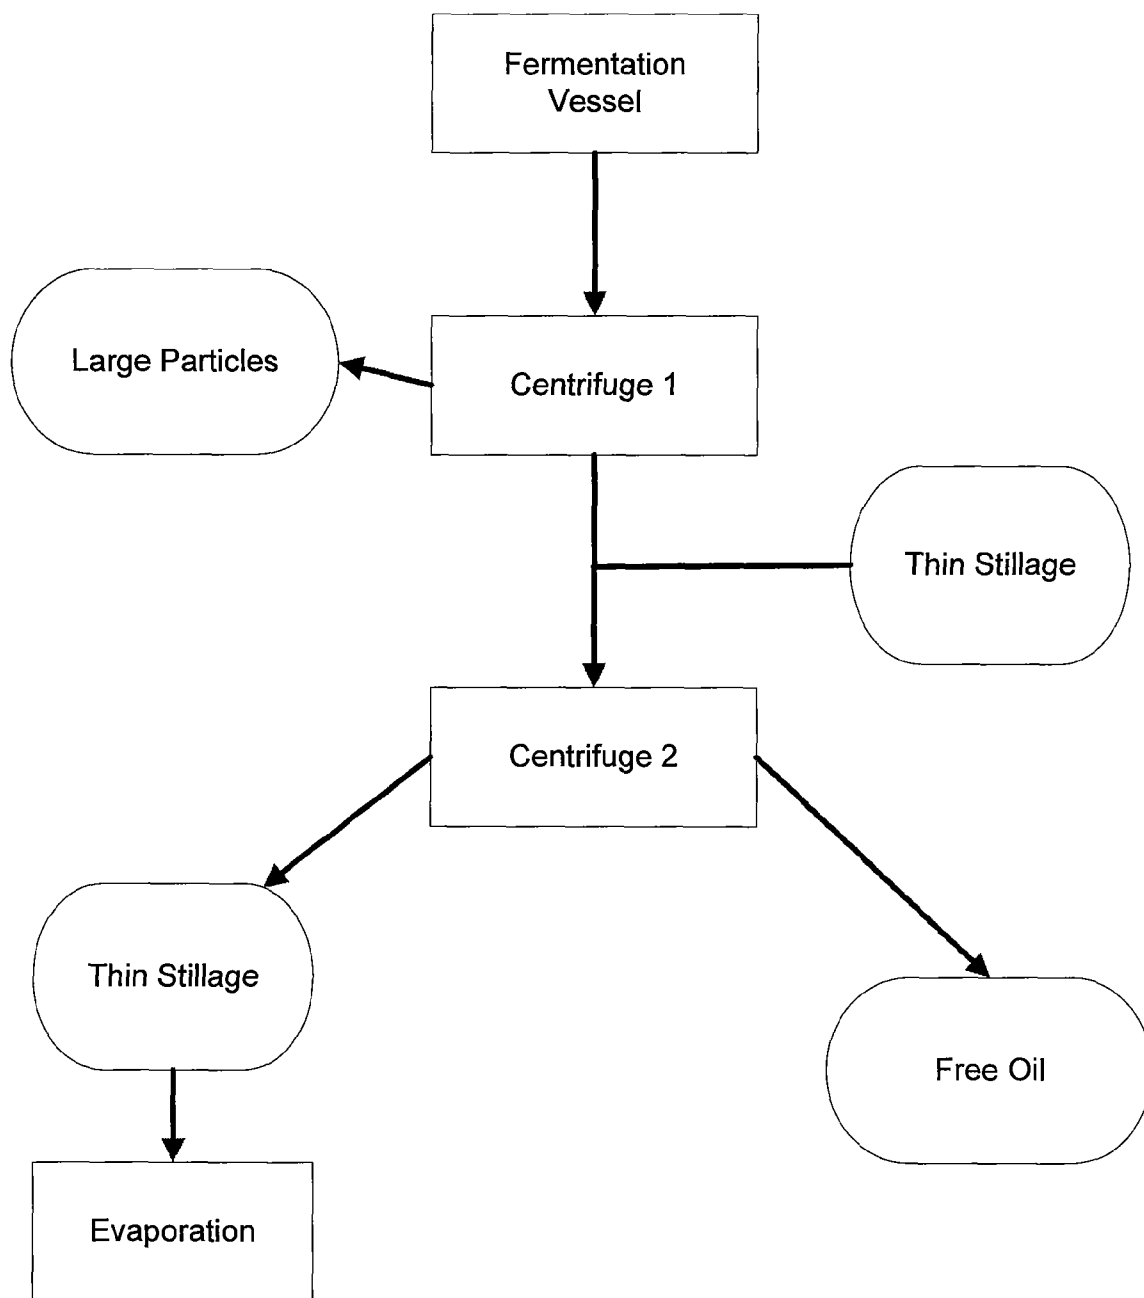 Fermentation
Vessel
Large Particles
Centrifuge 1
Thin Stillage
Centrifuge 2
Thin Stillage
Free Oil
Evaporation